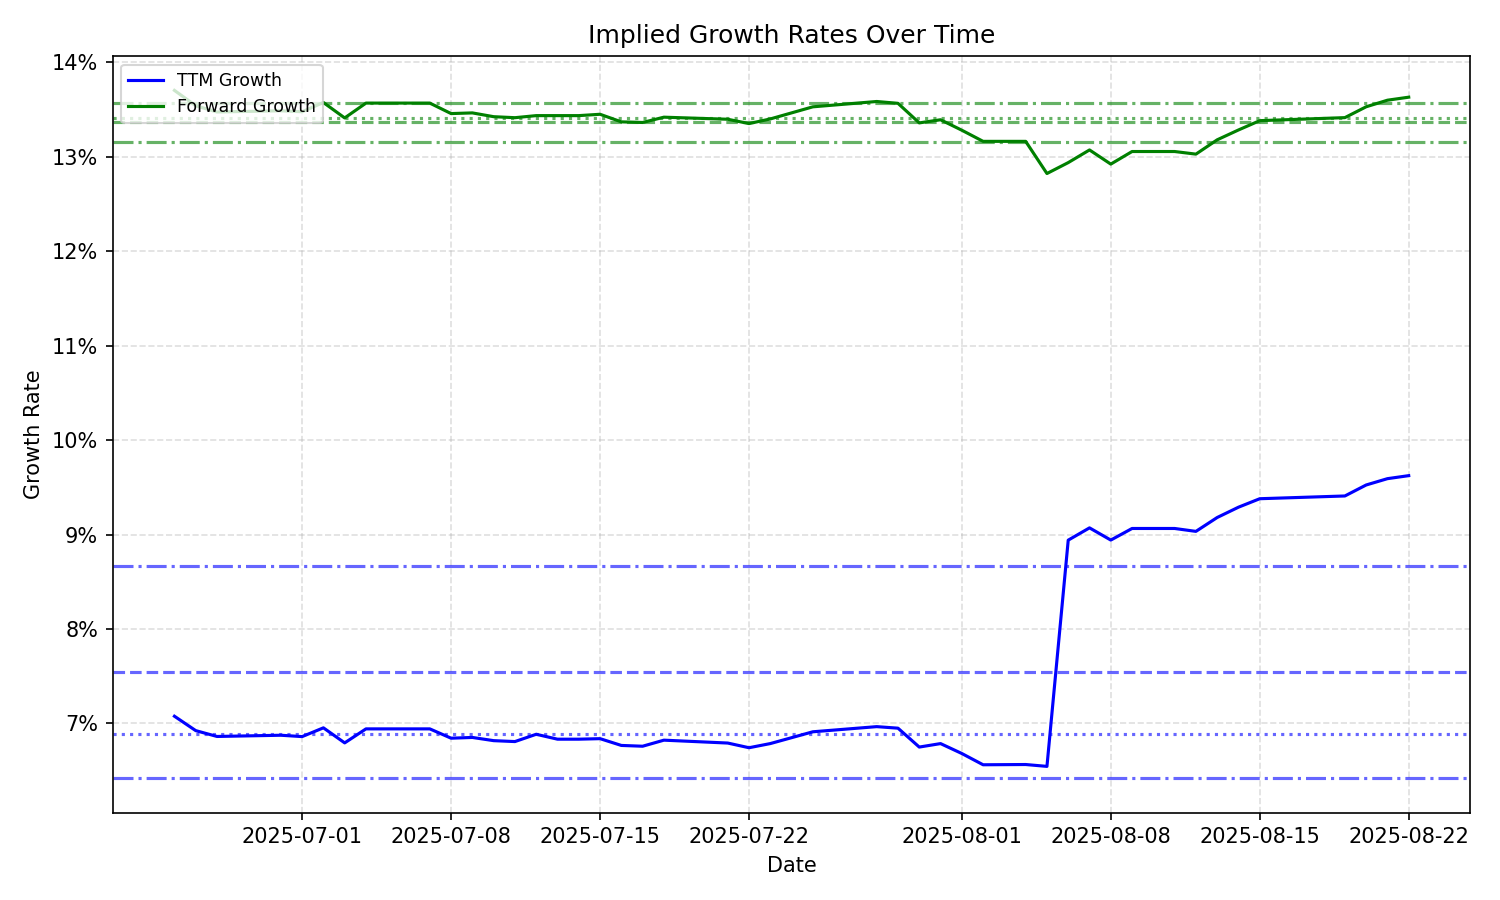 Implied Growth Rates Over Time
14%
13%
12%
11%
10%
9%
8%
7%
Growth Rate
TTM Growth
Forward Growth
2025-07-01 2025-07-08 2025-07-15 2025-07-22 2025-08-01 2025-08-08 2025-08-15 2025-08-22
Date